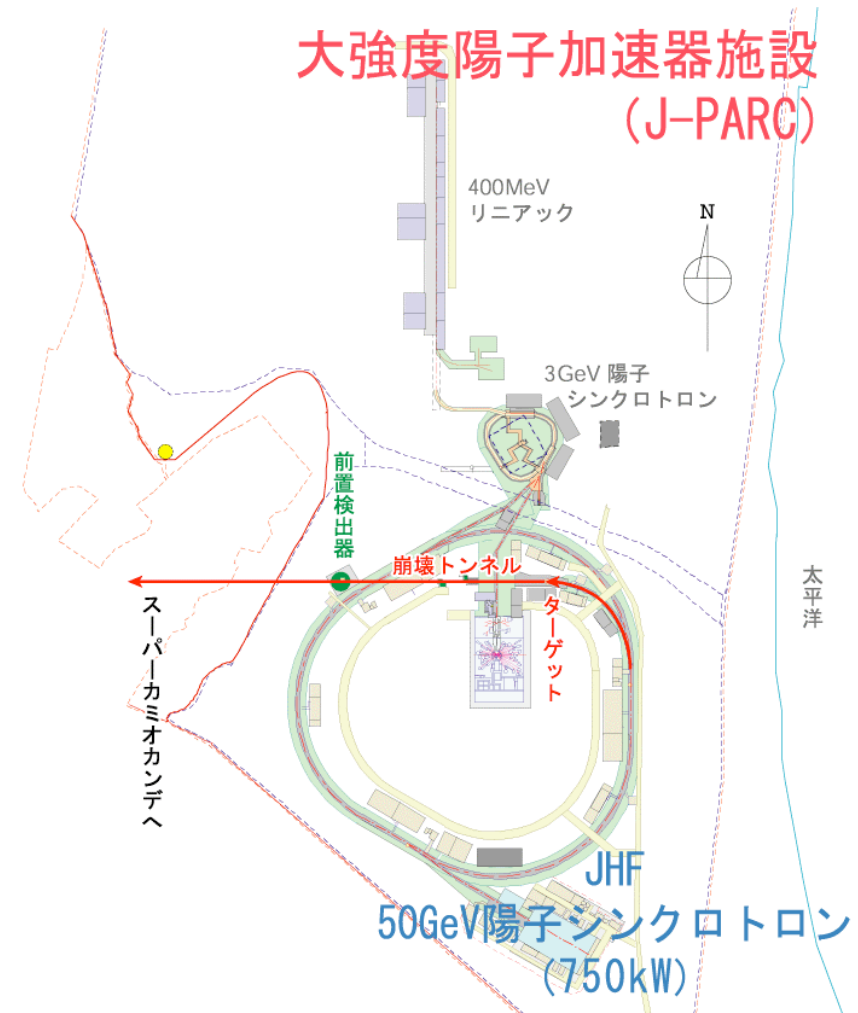 大強度陽子加速器施設
(J-PARC)
400MeV
リニアック
N
3GeV 陽子
シンクロトロン
前置検出器
崩壊トンネル
ターゲット
太平洋
スーパーカミオカンデへ
JHF
50GeV陽子シンクロトロン
(750kW)